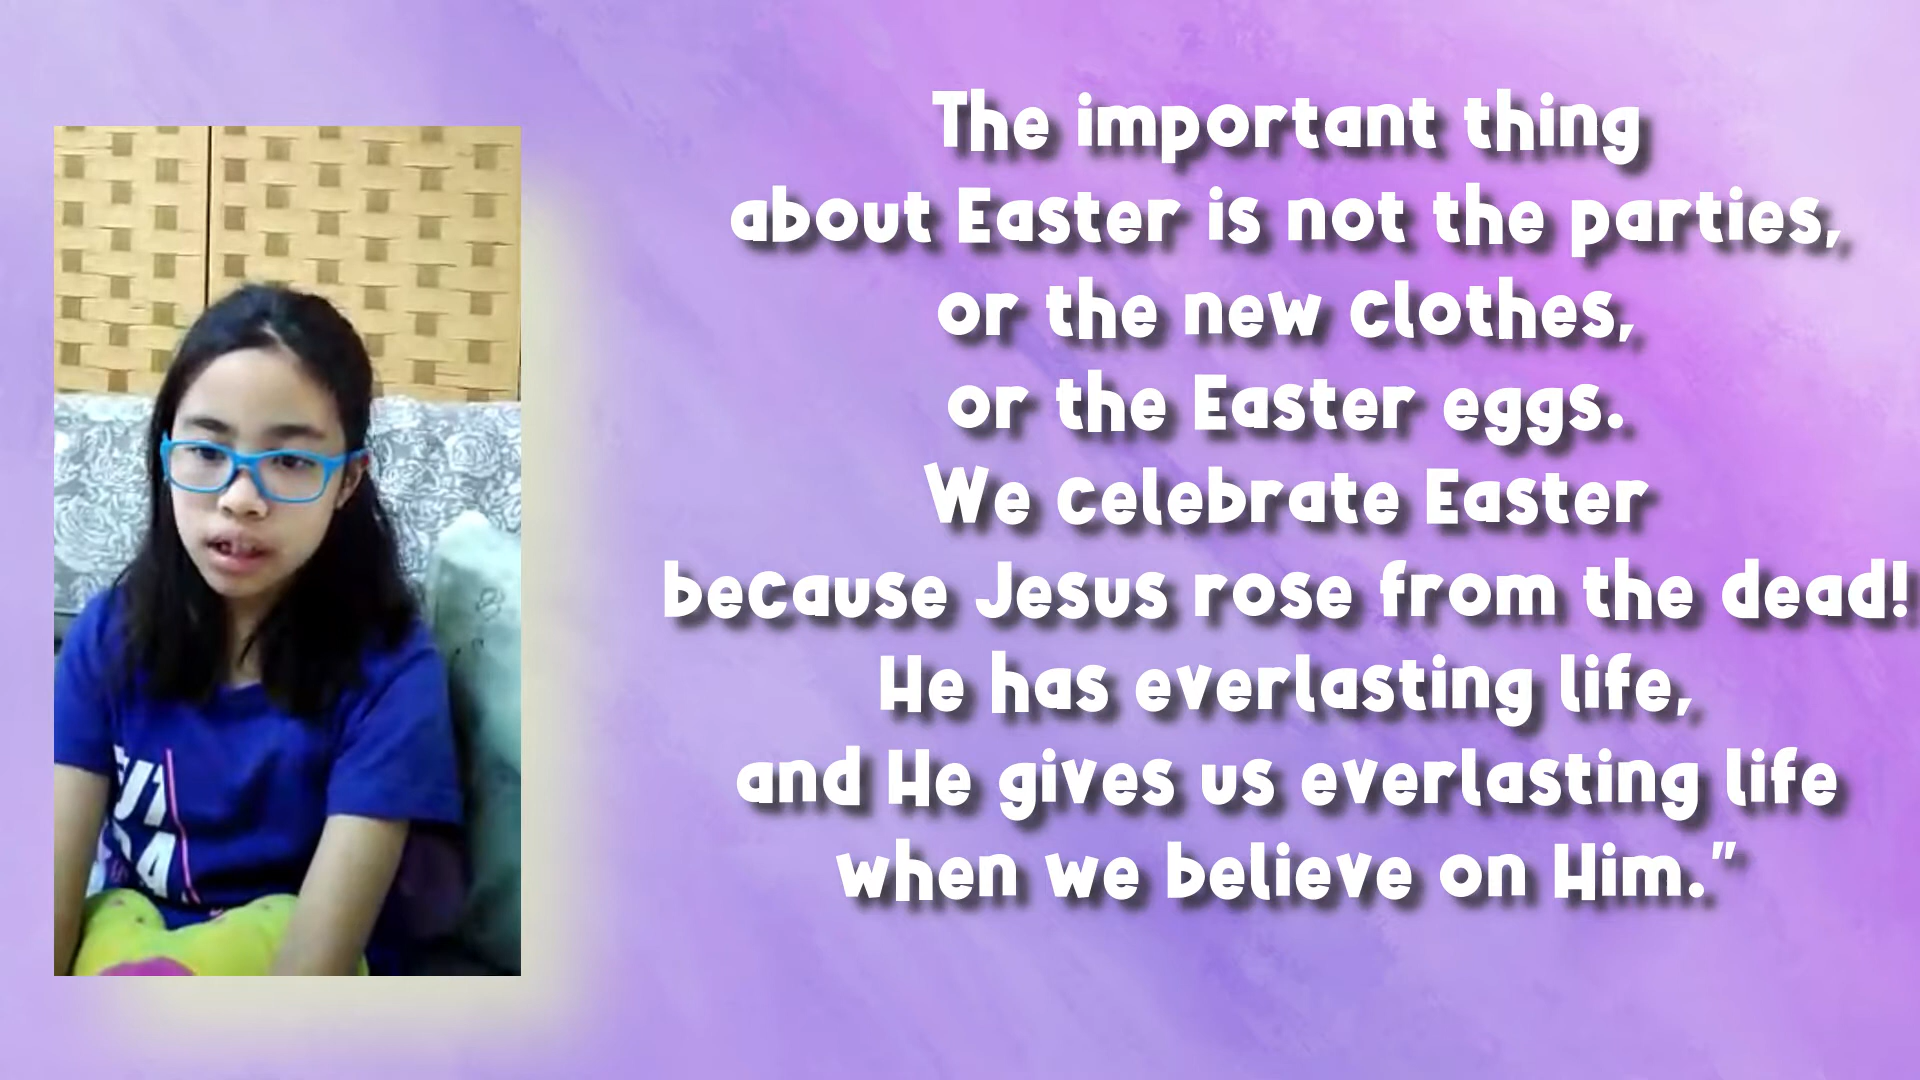 The important thing
about Easter is not the parties,
or the new clothes,
or the Easter eggs.
We celebrate Easter
because Jesus rose from the dead!
He has everlasting life,
and He gives us everlasting life
when we believe on Him.”